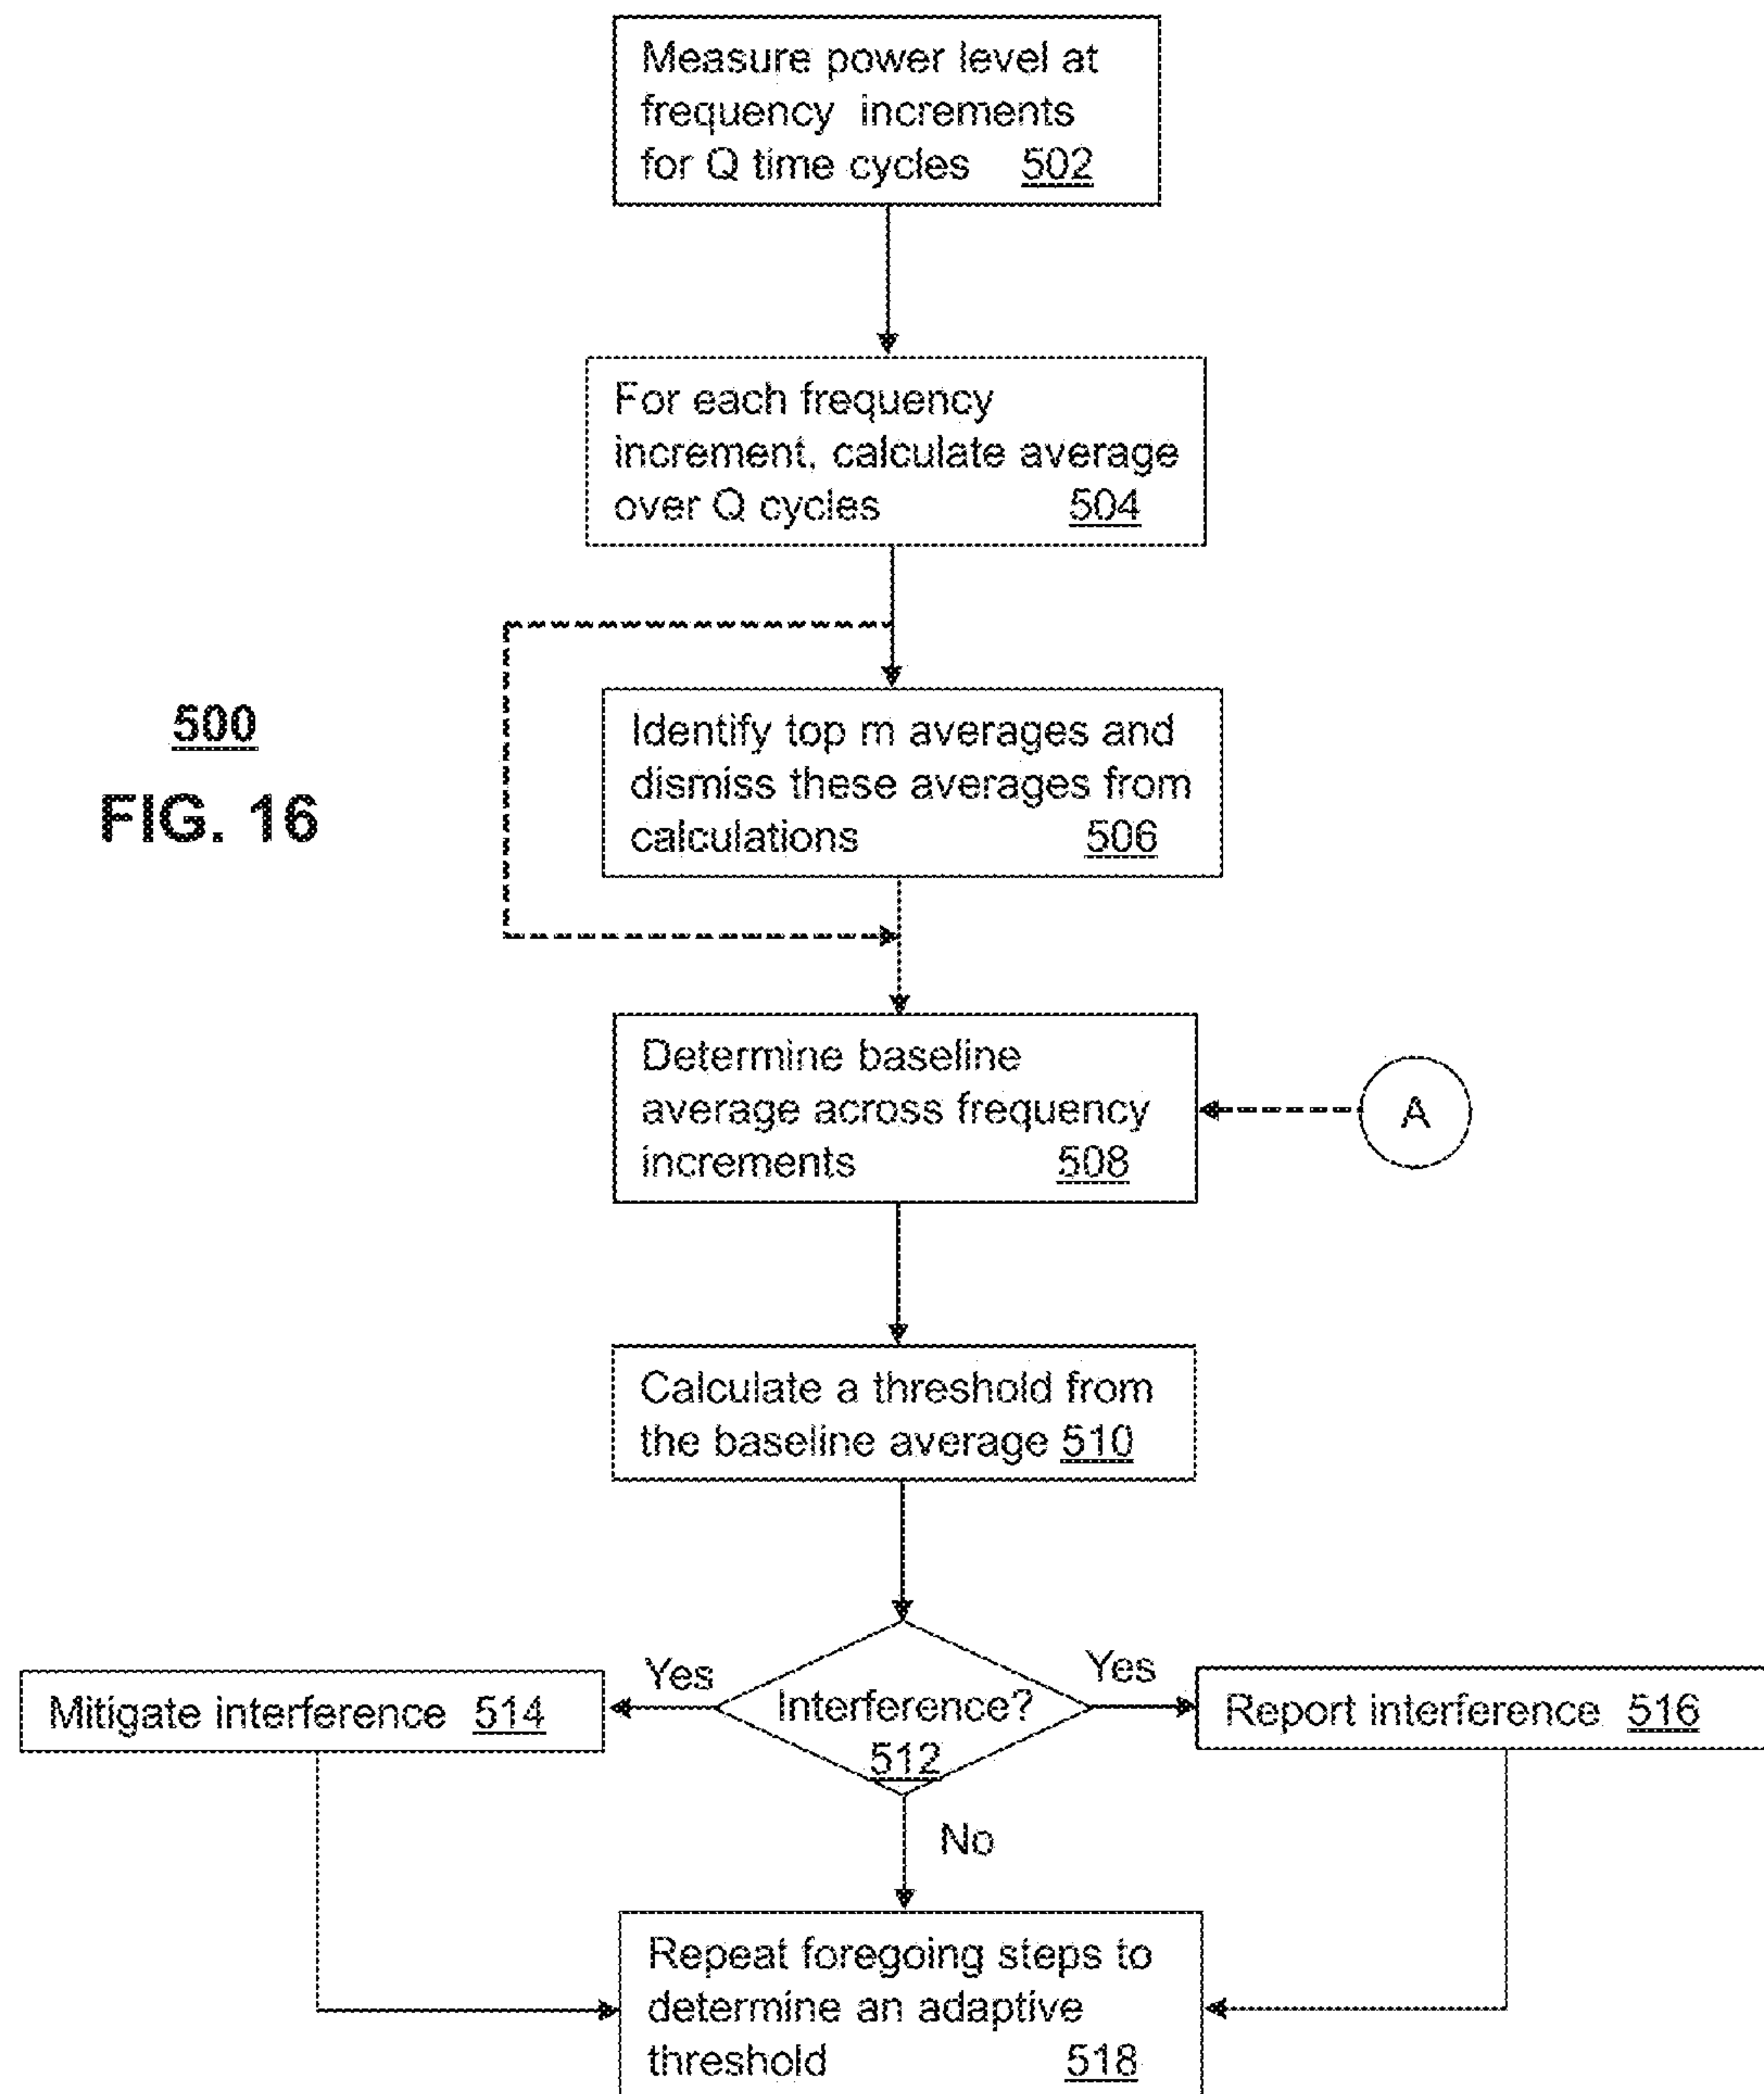 Measure power level at
frequency increments
for Q time cycles 502
For each frequency
increment, calculate average
over Q cycles 504
500
FIG. 16
Identify top m averages and
dismiss these averages from
calculations 506
Determine baseline
average across frequency
increments 508
A
Calculate a threshold from
the baseline average 510
Yes
Yes
Mitigate interference 514
Interference?
512
Report interference 516
No
Repeat foregoing steps to
determine an adaptive
threshold 518